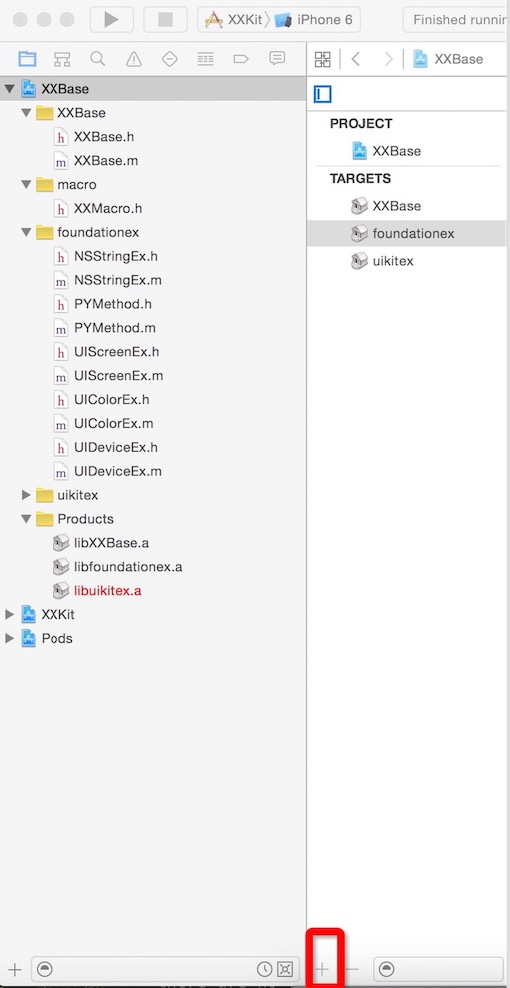 XXKit iPhone 6 Finished runnin
XXBase
XXBase
XXBase
h XXBase.h
m XXBase.m
macro
h XXMacro.h
foundationex
h NSStringEx.h
m NSStringEx.m
h PYMethod.h
m PYMethod.m
h UIScreenEx.h
m UIScreenEx.m
h UIColorEx.h
m UIColorEx.m
h UIDeviceEx.h
m UIDeviceEx.m
uikitex
Products
libXXBase.a
libfoundationex.a
libuikitex.a
XXKit
Pods
PROJECT
XXBase
TARGETS
XXBase
foundationex
uikitex